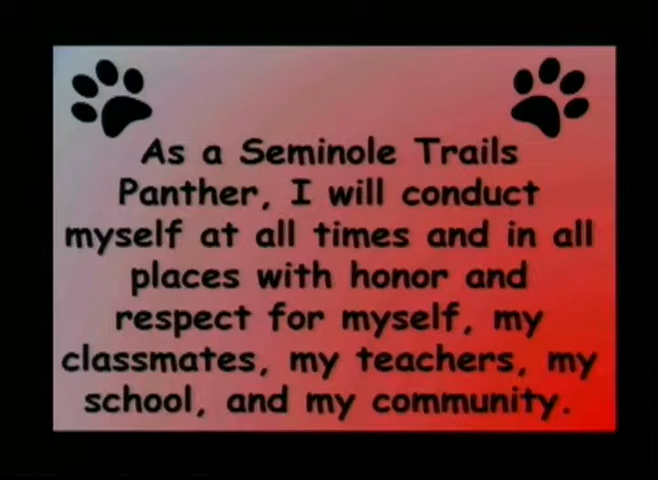 As a Seminole Trails
Panther, I will conduct
myself at all times and in all
places with honor and
respect for myself, my
classmates, my teachers, my
school, and my community.